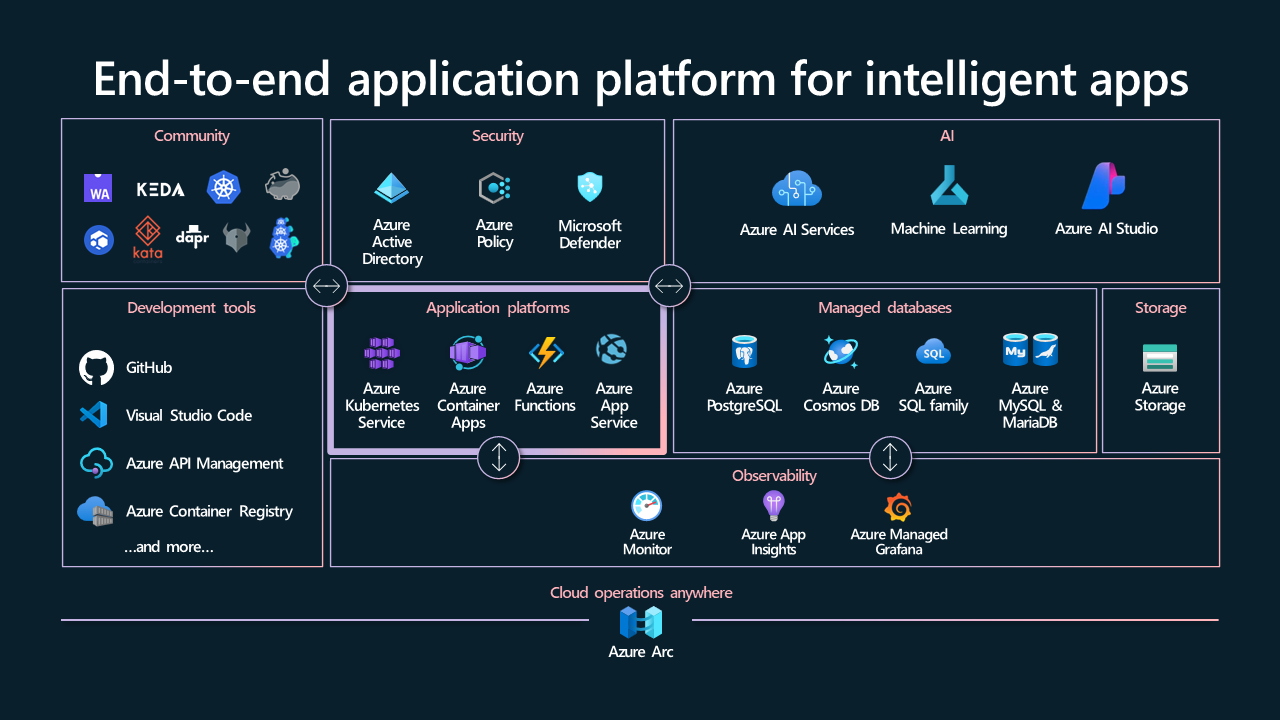 End-to-end application platform for intelligent apps
Community
WA
KEDA
kata
dapr
Security
Azure
Active
Directory
Azure
Policy
Microsoft
Defender
AI
Azure AI Services
Machine Learning
Azure AI Studio
Development tools
GitHub
Visual Studio Code
Azure API Management
Azure Container Registry
...and more...
Application platforms
Azure
Kubernetes
Service
Azure
Container
Apps
Azure
Functions
Azure
App
Service
Managed databases
Azure
PostgreSQL
Azure
Cosmos DB
SQL
Azure
SQL family
My
Azure
MySQL &
MariaDB
Storage
Azure
Storage
Observability
Azure
Monitor
Azure App
Insights
Azure Managed
Grafana
Cloud operations anywhere
Azure Arc